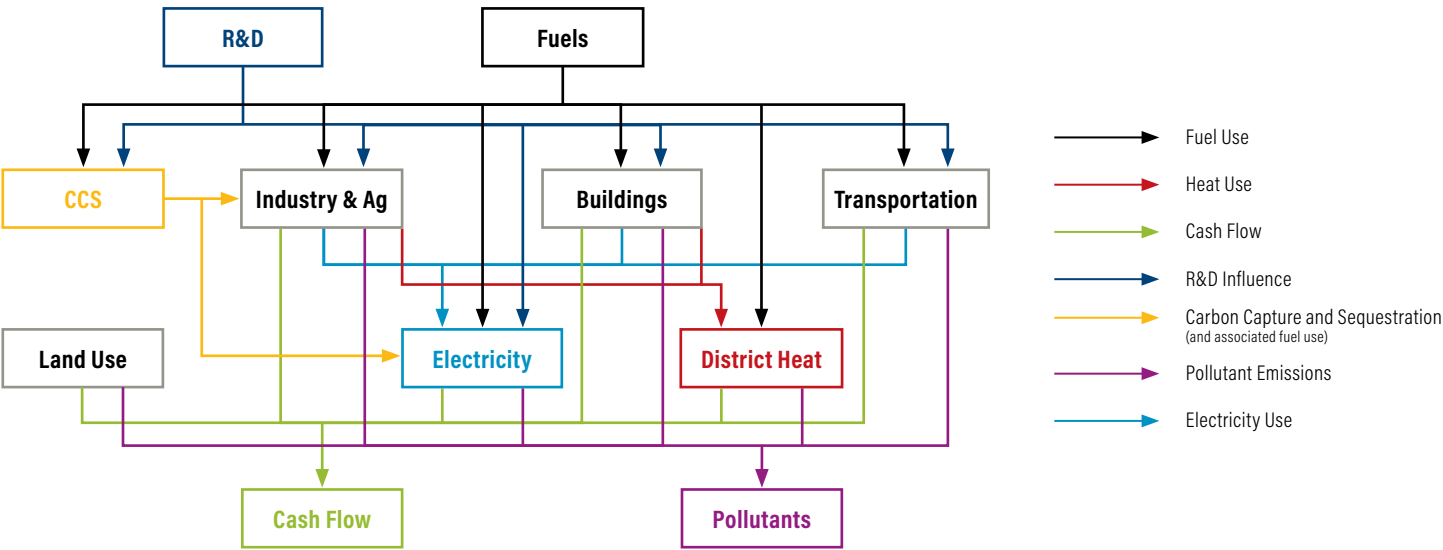 R&D
Fuels
CCS
Industry & Ag
Buildings
Transportation
Land Use
Electricity
District Heat
Cash Flow
Pollutants
Fuel Use
Heat Use
Cash Flow
R&D Influence
Carbon Capture and Sequestration
(and associated fuel use)
Pollutant Emissions
Electricity Use